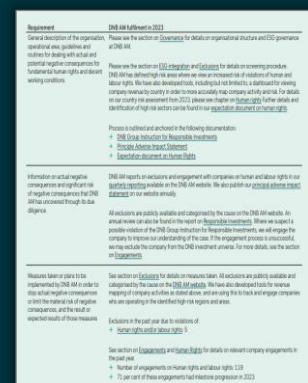 Requirement
DNB AM fulfilment in 2023
General description of the organisation,
operational area, guidelines and
routines for dealing with actual and
potential negative consequences for
fundamental human rights and decent
working conditions.
Please see the section on Governance for details on organisational structure and ESG governance
at DNB AM.
Please see the section on ESG-integration and Exclusions for details on screening procedure.
DNB AM has defined high risk areas where we view an increased risk of violations of human and
labour rights. We have also developed tools, including but not limited to, a dashboard for viewing
company revenue by country in order to more accurately map company activity and risk. For details
on our country risk assessment from 2023, please see chapter on Human rights. Further details and
identification of high risk sectors can be found in our expectation document on human rights.
Process is outlined and anchored in the following documentation:
→ DNB Group Instruction for Responsible Investments
→ Principle Adverse Impact Statement
→ Expectation document on Human Rights
Information on actual negative
consequences and significant risk
of negative consequences that DNB
AM has uncovered through its due
diligence.
DNB AM reports on exclusions and engagement with companies on human and labour rights in our
quarterly reporting available on the DNB AM website. We also publish our principal adverse impact
statement on our website annually.
All exclusions are publicly available and categorised by the cause on the DNB AM website. An
annual review can also be found in the report on Responsible Investments. Where we suspect a
possible violation of the DNB Group Instruction for Responsible Investments, we will engage the
company to improve our understanding of the case. If the engagement process is unsuccessful,
we may exclude the company from the DNB investment universe. For more details, see the section
on Engagements
Measures taken or plans to be
implemented by DNB AM in order to
stop actual negative consequences
or limit the material risk of negative
consequences, and the result or
expected results of those measures
See section on Exclusions for details on measures taken. All exclusions are publicly available and
categorised by the cause on the DNB AM website. We have also developed tools for revenue
mapping of company activities as stated above, and are using this to track and engage companies
who are operating in the identified high-risk regions and areas.
Exclusions in the past year due to violations of:
→ Human rights and/or labour rights: 5
See section on Engagements and Human Rights for details on relevant company engagements in
the past year.
→ Number of engagements on Human Rights and labour rights: 119
→ 71 per cent of these engagements had milestone progression in 2023